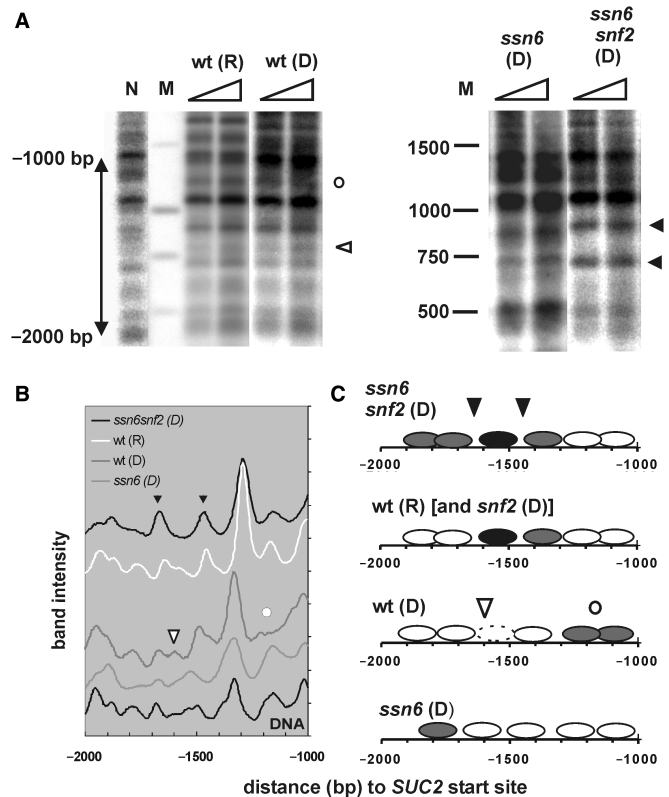 A
N M wt (R) wt (D)
−1000 bp
−2000 bp
M ssn6 (D) ssn6 snf2 (D)
1500
1000
750
500
B
ssn6snf2 (D)
wt (R)
wt (D)
ssn6 (D)
DNA
band intensity
−2000 −1500 −1000
C
ssn6
snf2 (D)
−2000 −1500 −1000
wt (R) [and snf2 (D)]
−2000 −1500 −1000
wt (D)
−2000 −1500 −1000
ssn6 (D)
−2000 −1500 −1000
distance (bp) to SUC2 start site